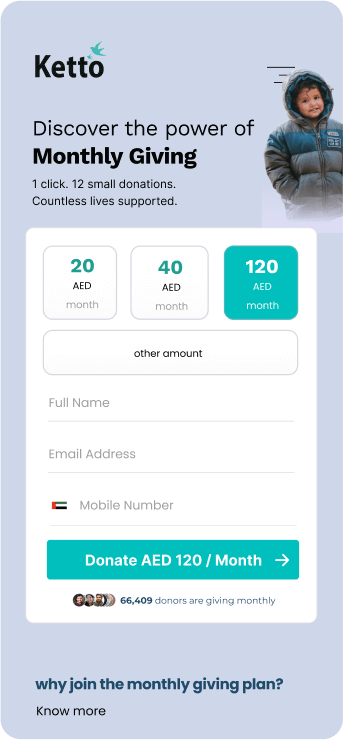 Ketto
Discover the power of
Monthly Giving
1 click. 12 small donations.
Countless lives supported.
20
AED
month
40
AED
month
120
AED
month
other amount
Full Name
Email Address
Mobile Number
Donate AED 120 / Month
66,409 donors are giving monthly
why join the monthly giving plan?
Know more